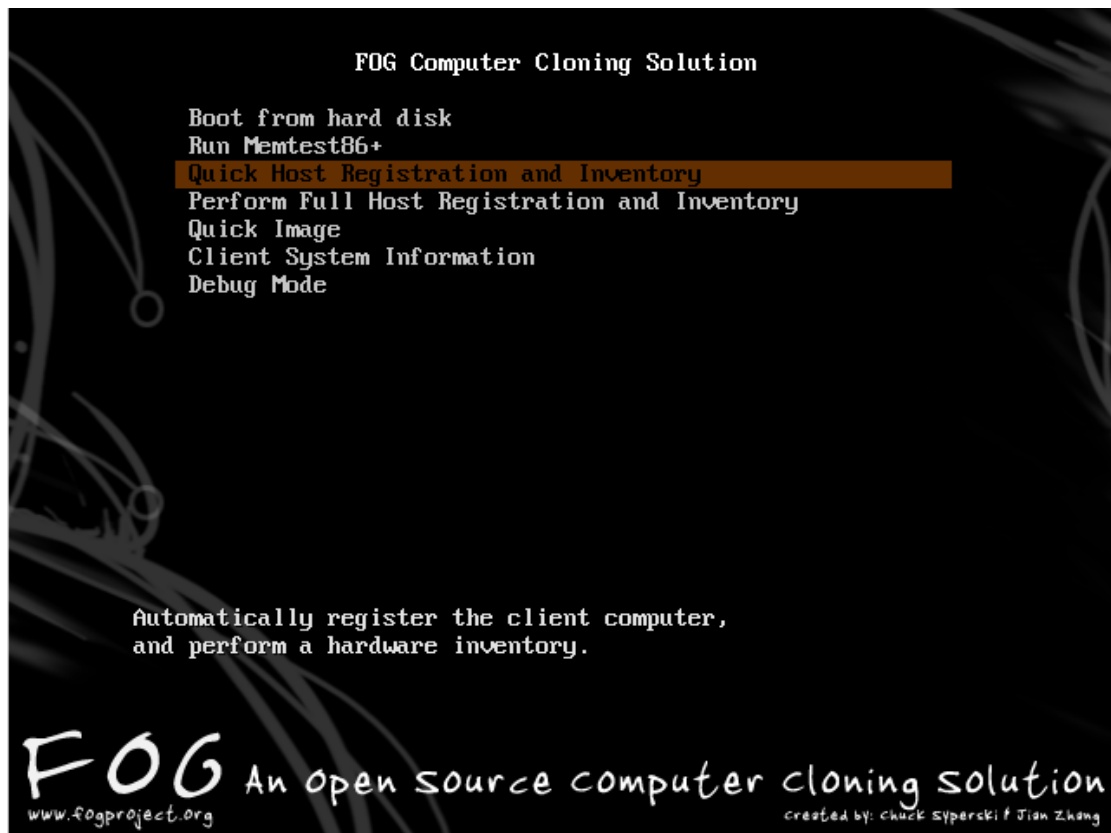 FOG Computer Cloning Solution
Boot from hard disk
Run Memtest86+
Quick Host Registration and Inventory
Perform Full Host Registration and Inventory
Quick Image
Client System Information
Debug Mode
Automatically register the client computer,
and perform a hardware inventory.
FOG An open source computer cloning solution
www.fogproject.org created by: Chuck Syperski & Jian Zhang